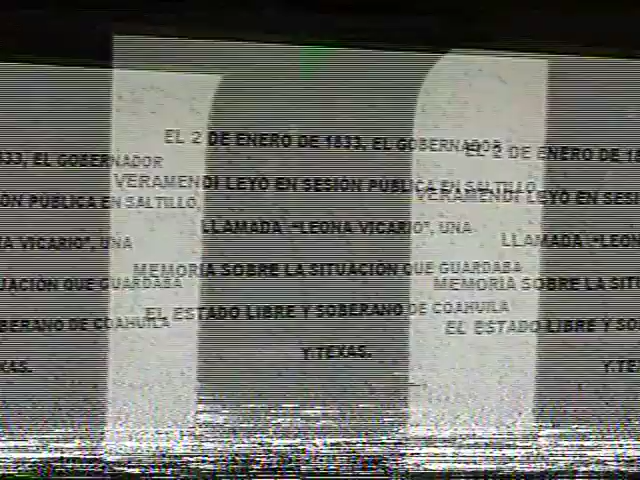 EL 2 DE ENERO DE 1833, EL GOBERNADOR
VERAMENDI LEYÓ EN SESIÓN PÚBLICA EN SALTILLO,
LLAMADA "LEONA VICARIO", UNA
MEMORIA SOBRE LA SITUACIÓN QUE GUARDABA
EL ESTADO LIBRE Y SOBERANO DE COAHUILA
Y TEXAS.